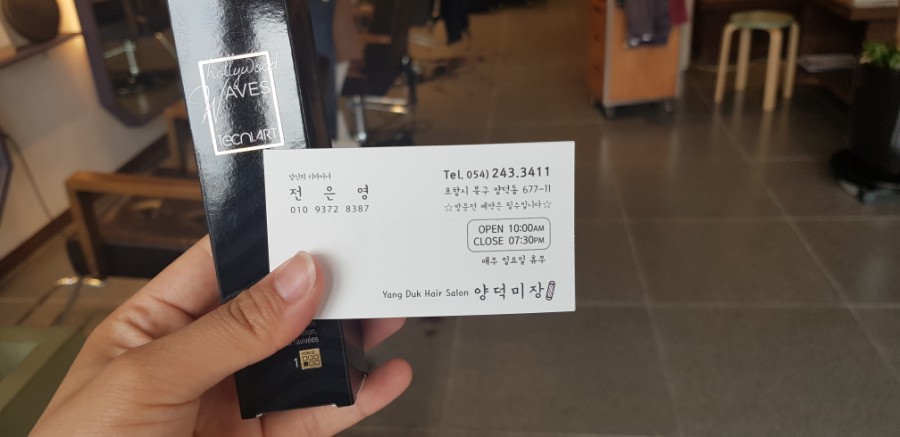 hollywood
WAVES
TECNI.ART
당신의 디자이너
전 은 영
010 9372 8387
Tel. 054) 243.3411
포항시 북구 양덕동 677-11
☆방문전 예약은 필수입니다☆
OPEN 10:00AM
CLOSE 07:30PM
매주 일요일 휴무
Yang Duk Hair Salon 양덕미장
1